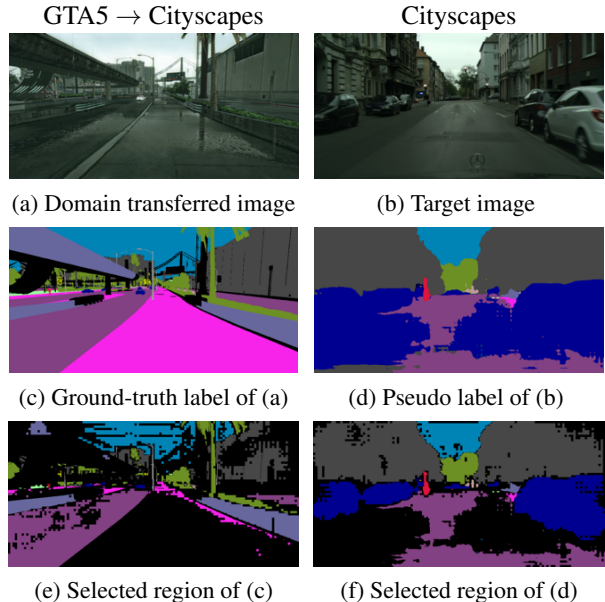 GTA5 → Cityscapes
Cityscapes
(a) Domain transferred image
(b) Target image
(c) Ground-truth label of (a)
(d) Pseudo label of (b)
(e) Selected region of (c)
(f) Selected region of (d)